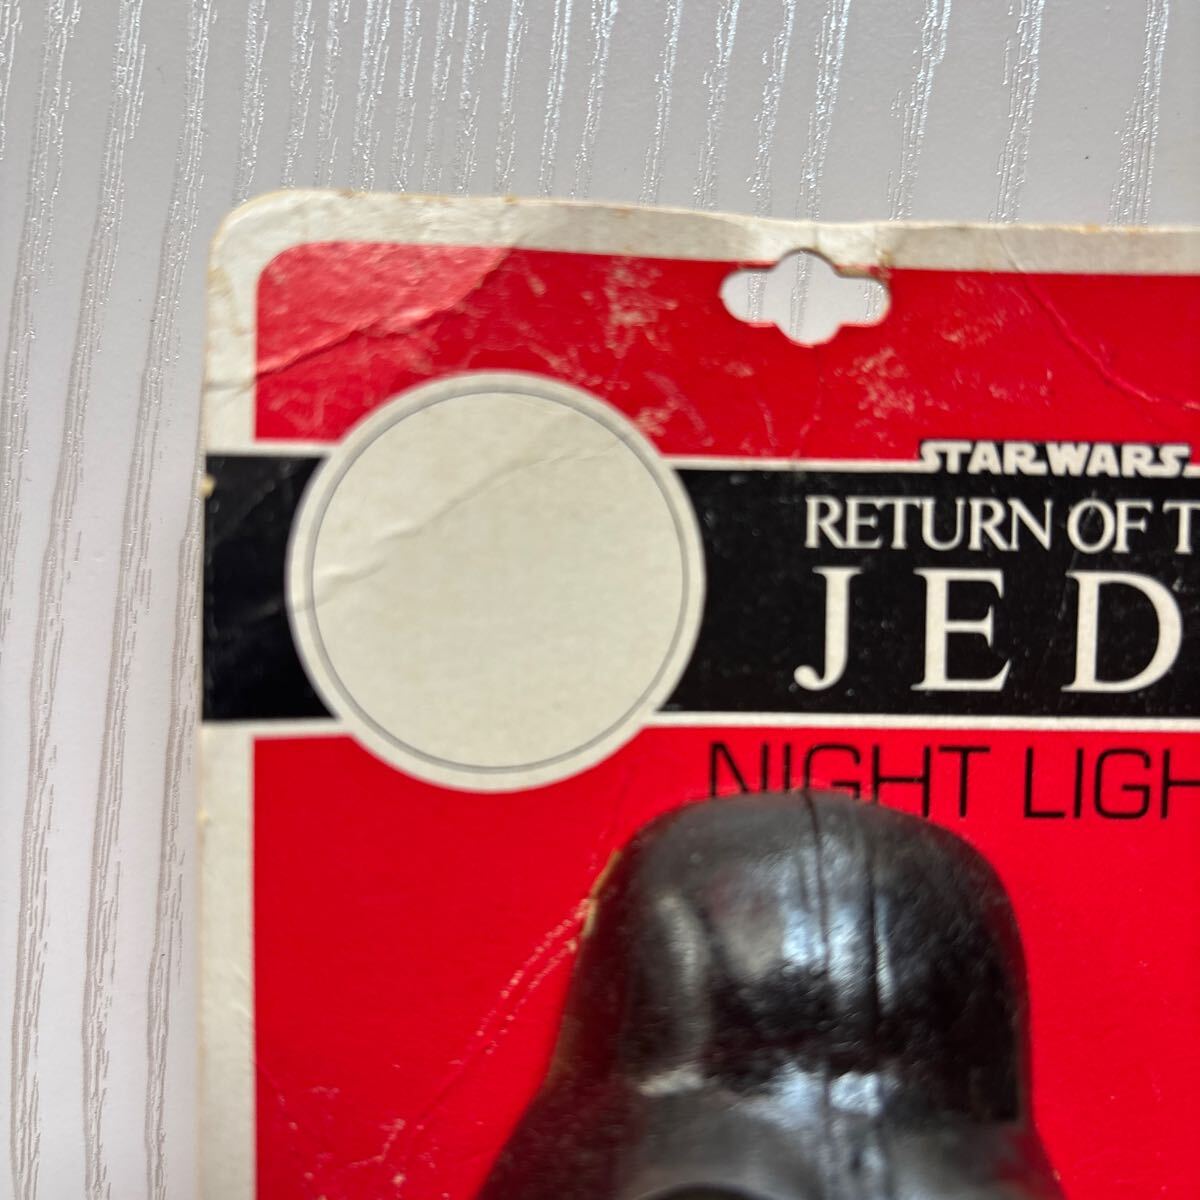 STAR WARS
RETURN OF T
JED
NIGHT LIGH